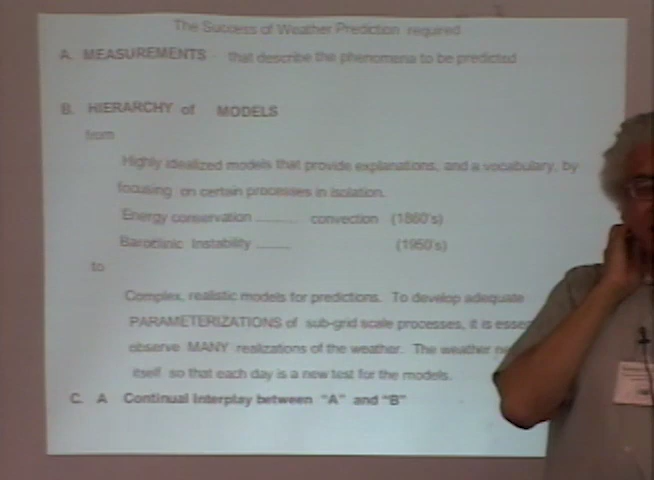 The Success of Weather Prediction required
A. MEASUREMENTS - that describe the phenomena to be predicted
B. HIERARCHY of MODELS
from
Highly idealized models that provide explanations, and a vocabulary, by
focusing on certain processes in isolation.
Energy conservation .......... convection (1860's)
Baroclinic Instability ......... (1950's)
to
Complex, realistic models for predictions. To develop adequate
PARAMETERIZATIONS of sub-grid scale processes, it is
observe MANY realizations of the weather. The weather
itself so that each day is a new test for the models.
C. A Continual Interplay between "A" and "B"